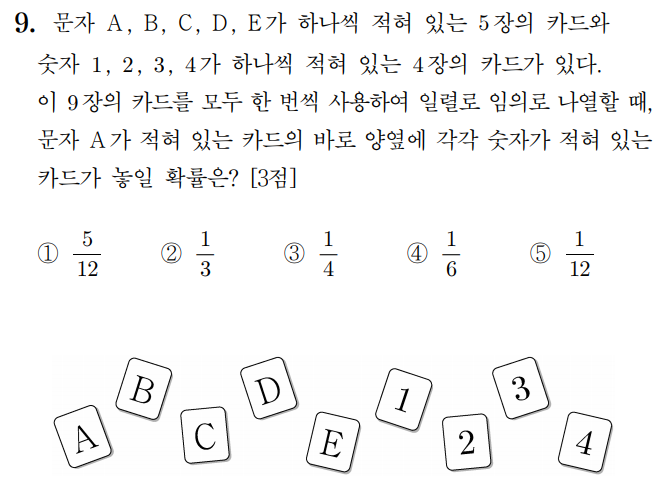 9. 문자 A, B, C, D, E가 하나씩 적혀 있는 5장의 카드와
숫자 1, 2, 3, 4가 하나씩 적혀 있는 4장의 카드가 있다.
이 9장의 카드를 모두 한 번씩 사용하여 일렬로 임의로 나열할 때,
문자 A가 적혀 있는 카드의 바로 양옆에 각각 숫자가 적혀 있는
카드가 놓일 확률은? [3점]
① 5/12 ② 1/3 ③ 1/4 ④ 1/6 ⑤ 1/12
A B C D E 1 2 3 4